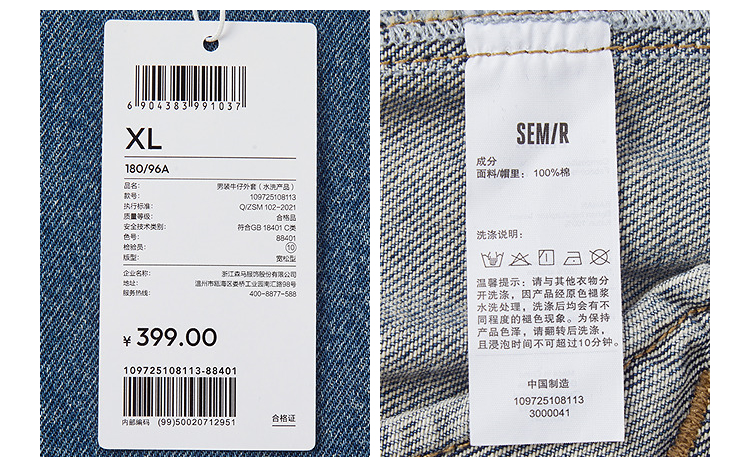 6 904383 991037
XL
180/96A
品名: 男装牛仔外套（水洗产品）
款号: 109725108113
执行标准: Q/ZSM 102-2021
质量等级: 合格品
安全技术类别: 符合GB 18401 C类
色号: 88401
检验员: 10
版型: 宽松型
企业名称: 浙江森马服饰股份有限公司
地址: 温州市瓯海区娄桥工业园南汇路98号
服务热线: 400-8877-588
¥ 399.00
109725108113-88401
内部编码 (99)50020712951
合格证
SEM/R
成分
面料/帽里: 100%棉
洗涤说明:
温馨提示: 请与其他衣物分
开洗涤, 因产品经原色褪浆
水洗处理, 洗涤后均会有不
同程度的褪色现象。为保持
产品色泽, 请翻转后洗涤,
且浸泡时间不可超过10分钟。
中国制造
109725108113
3000041